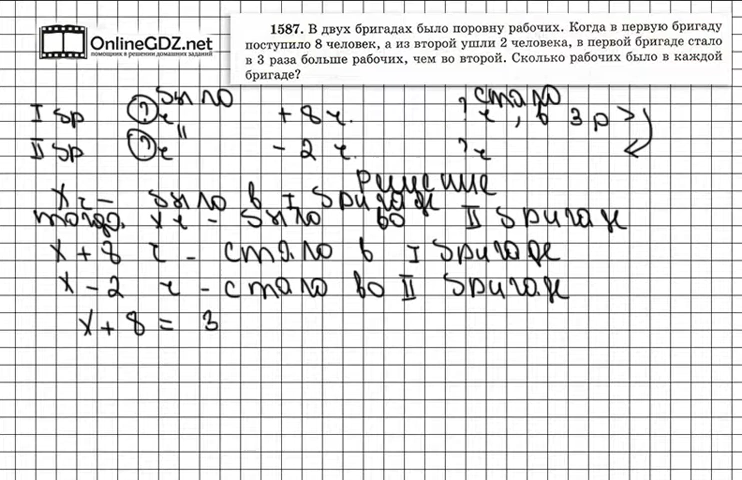 OnlineGDZ.net
помощник в решении домашних заданий
1587. В двух бригадах было поровну рабочих. Когда в первую бригаду
поступило 8 человек, а из второй ушли 2 человека, в первой бригаде стало
в 3 раза больше рабочих, чем во второй. Сколько рабочих было в каждой
бригаде?
было стало
I бр ? ч + 8 ч. ? ч , в 3 р >
II бр ? ч - 2 ч. ? ч
Решение
x ч - было в I бригаде
тогда x ч - было во II бригаде
x + 8 ч - стало в I бригаде
x - 2 ч - стало во II бригаде
x + 8 = 3